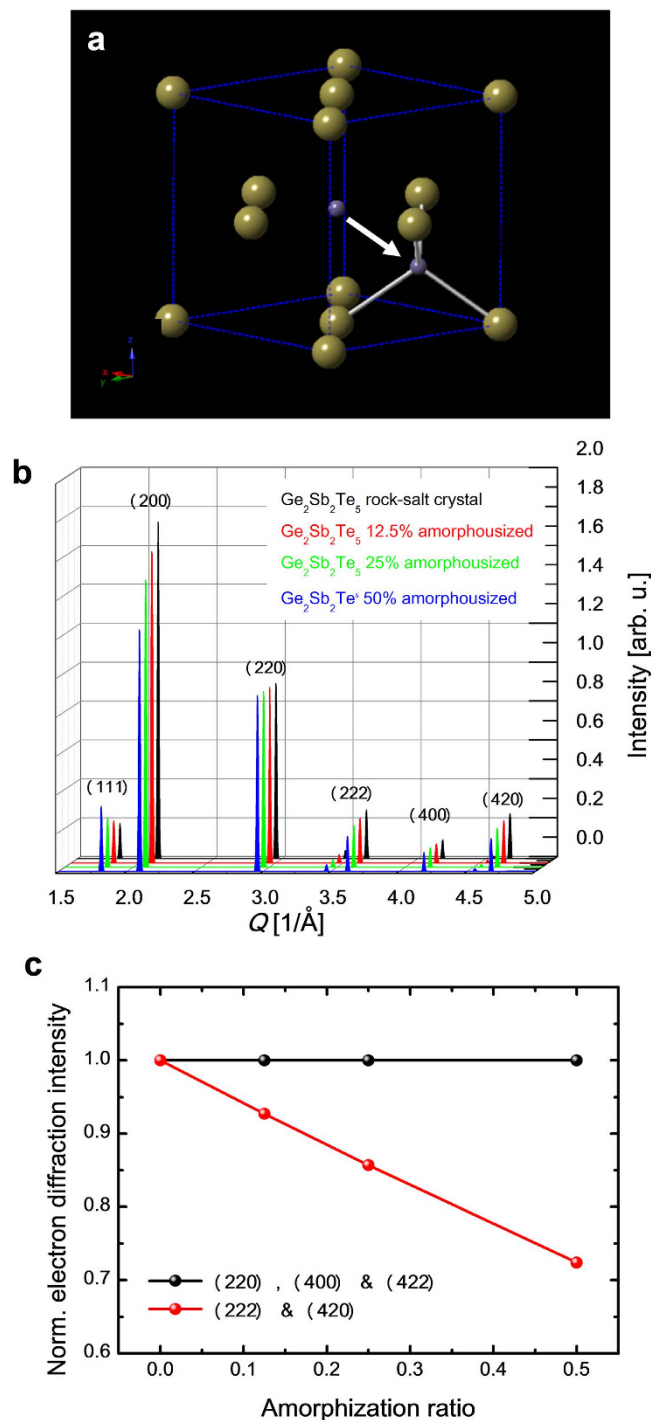 a
z
x
y
b
2.0
(200)
Ge2Sb2Te5 rock-salt crystal
1.8
Ge2Sb2Te5 12.5% amorphousized
1.6
Ge2Sb2Te5 25% amorphousized
1.4
Ge2Sb2Te5 50% amorphousized
1.2
(220)
1.0
Intensity [arb. u.]
0.8
0.6
(111)
(222)
0.4
(400)
(420)
0.2
0.0
1.5 2.0 2.5 3.0 3.5 4.0 4.5 5.0
Q [1/Å]
c
1.1
1.0
0.9
0.8
0.7
0.6
Norm. electron diffraction intensity
(220) , (400) & (422)
(222) & (420)
0.0 0.1 0.2 0.3 0.4 0.5
Amorphization ratio